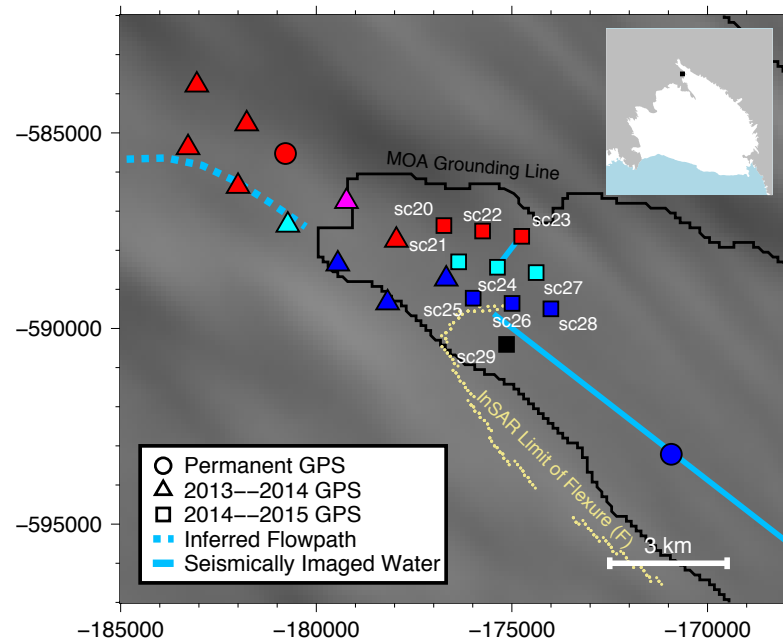 −585000
−590000
−595000
−185000
−180000
−175000
−170000
MOA Grounding Line
sc20
sc22
sc23
sc21
sc24
sc27
sc25
sc26
sc28
sc29
InSAR Limit of Flexure (F)
3 km
Permanent GPS
2013−−2014 GPS
2014−−2015 GPS
Inferred Flowpath
Seismically Imaged Water